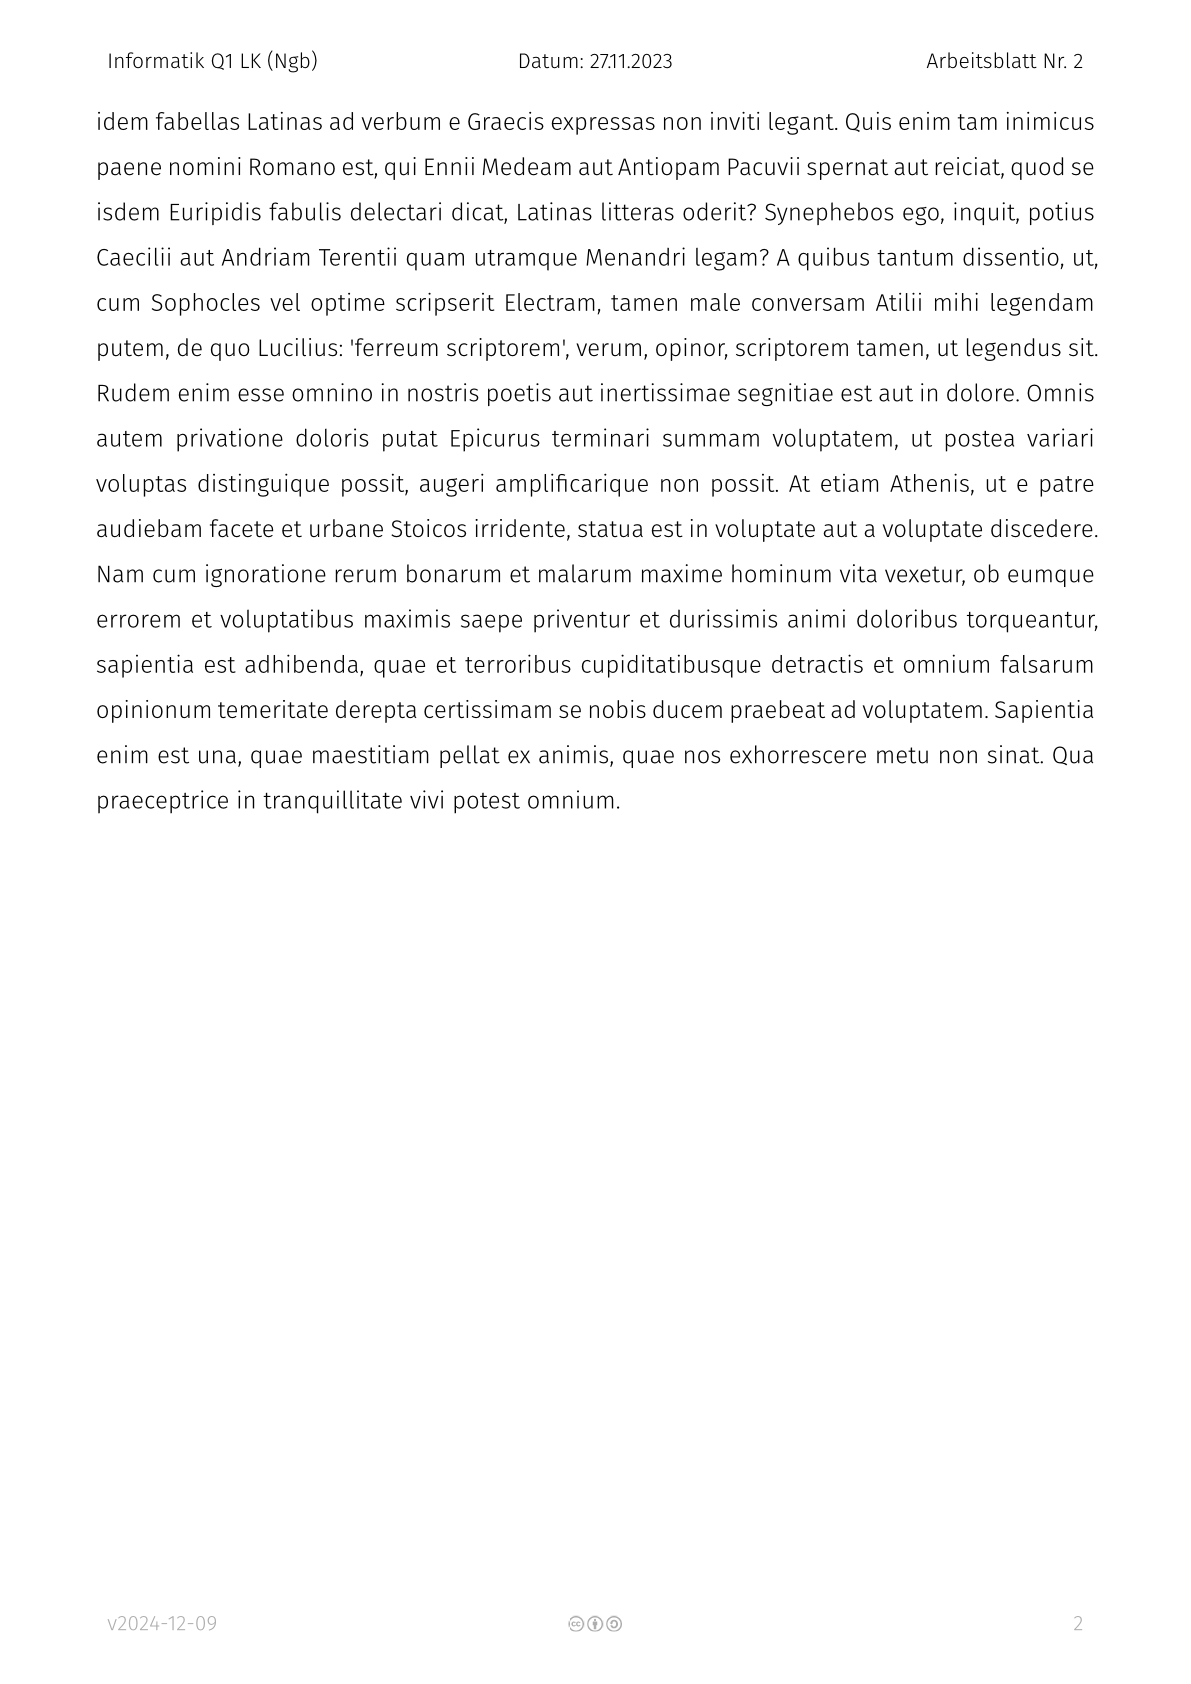 Informatik Q1 LK (Ngb) Datum: 27.11.2023 Arbeitsblatt Nr. 2
idem fabellas Latinas ad verbum e Graecis expressas non inviti legant. Quis enim tam inimicus
paene nomini Romano est, qui Ennii Medeam aut Antiopam Pacuvii spernat aut reiciat, quod se
isdem Euripidis fabulis delectari dicat, Latinas litteras oderit? Synephebos ego, inquit, potius
Caecilii aut Andriam Terentii quam utramque Menandri legam? A quibus tantum dissentio, ut,
cum Sophocles vel optime scripserit Electram, tamen male conversam Atilii mihi legendam
putem, de quo Lucilius: 'ferreum scriptorem', verum, opinor, scriptorem tamen, ut legendus sit.
Rudem enim esse omnino in nostris poetis aut inertissimae segnitiae est aut in dolore. Omnis
autem privatione doloris putat Epicurus terminari summam voluptatem, ut postea variari
voluptas distinguique possit, augeri amplificarique non possit. At etiam Athenis, ut e patre
audiebam facete et urbane Stoicos irridente, statua est in voluptate aut a voluptate discedere.
Nam cum ignoratione rerum bonarum et malarum maxime hominum vita vexetur, ob eumque
errorem et voluptatibus maximis saepe priventur et durissimis animi doloribus torqueantur,
sapientia est adhibenda, quae et terroribus cupiditatibusque detractis et omnium falsarum
opinionum temeritate derepta certissimam se nobis ducem praebeat ad voluptatem. Sapientia
enim est una, quae maestitiam pellat ex animis, quae nos exhorrescere metu non sinat. Qua
praeceptrice in tranquillitate vivi potest omnium.
v2024-12-09 2